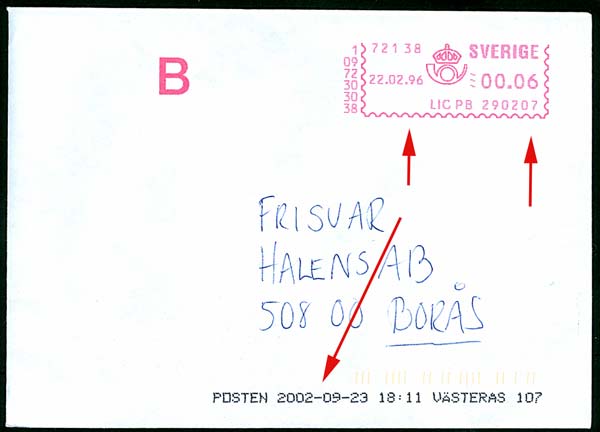 B
1 72138 SVERIGE
09
72 22.02.96 00.06
30
30
38 LIC PB 290207
FRISVAR
HALENS AB
508 00 BORÅS
POSTEN 2002-09-23 18:11 VÄSTERAS 107